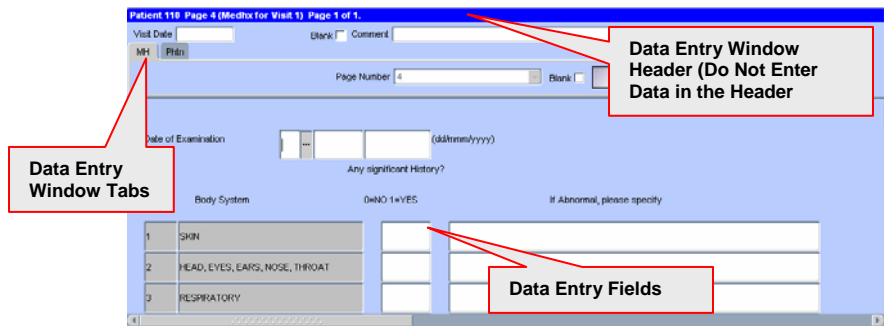 Patient 110 Page 4 (Medhx for Visit 1) Page 1 of 1.
Visit Date Blank Comment
MH Phtn
Page Number 4 Blank
Data Entry Window
Header (Do Not Enter
Data in the Header
Date of Examination ... (dd/mmm/yyyy)
Any significant History?
Data Entry
Window Tabs
Body System 0=NO 1=YES If Abnormal, please specify
1 SKIN
2 HEAD, EYES, EARS, NOSE, THROAT
3 RESPIRATORY
Data Entry Fields